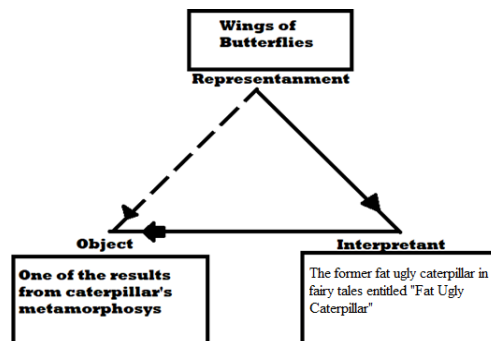 Wings of
Butterflies
Representanment
Object
Interpretant
One of the results
from caterpillar's
metamorphosys
The former fat ugly caterpillar in
fairy tales entitled "Fat Ugly
Caterpillar"